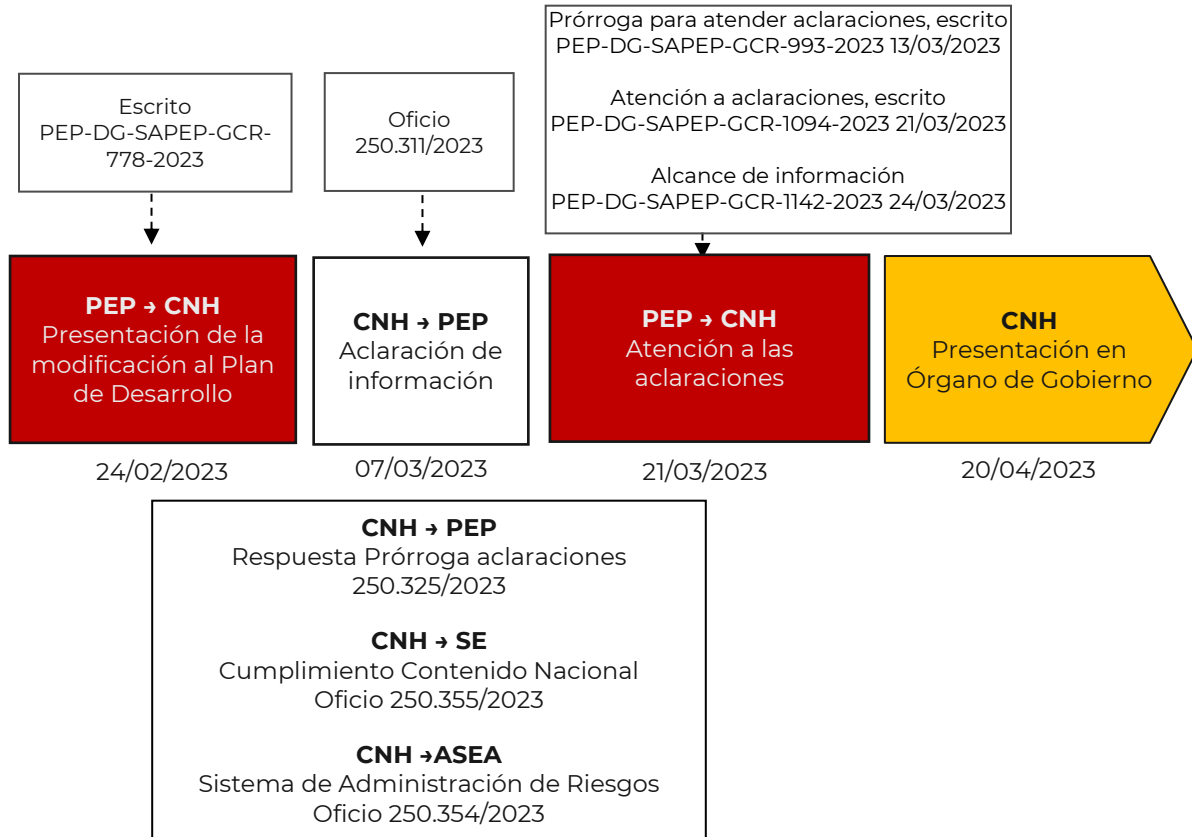 Escrito
PEP-DG-SAPEP-GCR-
778-2023
Oficio
250.311/2023
Prórroga para atender aclaraciones, escrito
PEP-DG-SAPEP-GCR-993-2023 13/03/2023
Atención a aclaraciones, escrito
PEP-DG-SAPEP-GCR-1094-2023 21/03/2023
Alcance de información
PEP-DG-SAPEP-GCR-1142-2023 24/03/2023
PEP → CNH
Presentación de la
modificación al Plan
de Desarrollo
24/02/2023
CNH → PEP
Aclaración de
información
07/03/2023
PEP → CNH
Atención a las
aclaraciones
21/03/2023
CNH
Presentación en
Órgano de Gobierno
20/04/2023
CNH → PEP
Respuesta Prórroga aclaraciones
250.325/2023
CNH → SE
Cumplimiento Contenido Nacional
Oficio 250.355/2023
CNH →ASEA
Sistema de Administración de Riesgos
Oficio 250.354/2023